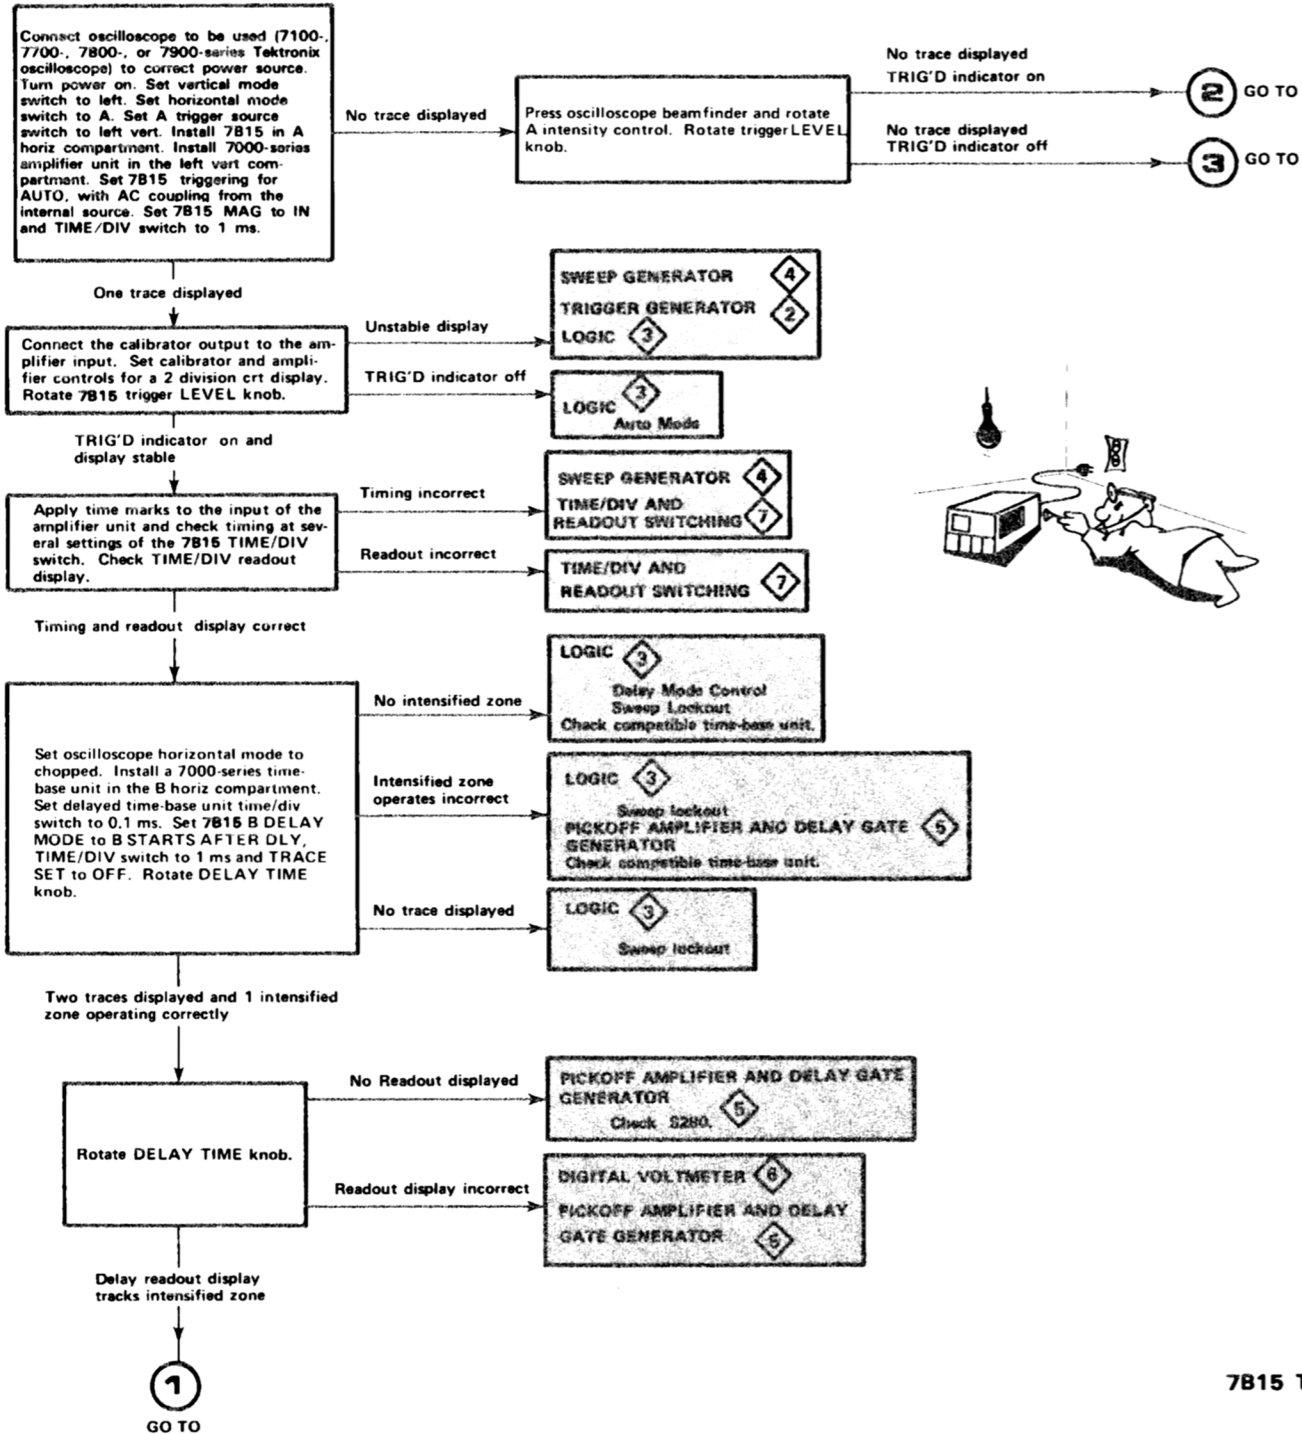 Connect oscilloscope to be used (7100-,
7700-, 7800-, or 7900-series Tektronix
oscilloscope) to correct power source.
Turn power on. Set vertical mode
switch to left. Set horizontal mode
switch to A. Set A trigger source
switch to left vert. Install 7B15 in A
horiz compartment. Install 7000-series
amplifier unit in the left vert com-
partment. Set 7B15 triggering for
AUTO, with AC coupling from the
internal source. Set 7B15 MAG to IN
and TIME/DIV switch to 1 ms.
No trace displayed
Press oscilloscope beamfinder and rotate
A intensity control. Rotate trigger LEVEL
knob.
No trace displayed
TRIG'D indicator on
2 GO TO
No trace displayed
TRIG'D indicator off
3 GO TO
One trace displayed
Connect the calibrator output to the am-
plifier input. Set calibrator and ampli-
fier controls for a 2 division crt display.
Rotate 7B15 trigger LEVEL knob.
Unstable display
SWEEP GENERATOR 4
TRIGGER GENERATOR 2
LOGIC 3
TRIG'D indicator off
LOGIC 3
Auto Mode
TRIG'D indicator on and
display stable
Apply time marks to the input of the
amplifier unit and check timing at sev-
eral settings of the 7B15 TIME/DIV
switch. Check TIME/DIV readout
display.
Timing incorrect
SWEEP GENERATOR 4
TIME/DIV AND
READOUT SWITCHING 7
Readout incorrect
TIME/DIV AND
READOUT SWITCHING 7
Timing and readout display correct
Set oscilloscope horizontal mode to
chopped. Install a 7000-series time-
base unit in the B horiz compartment.
Set delayed time-base unit time/div
switch to 0.1 ms. Set 7B15 B DELAY
MODE to B STARTS AFTER DLY,
TIME/DIV switch to 1 ms and TRACE
SET to OFF. Rotate DELAY TIME
knob.
No intensified zone
LOGIC 3
Delay Mode Control
Sweep Lockout
Check compatible time-base unit.
Intensified zone
operates incorrect
LOGIC 3
Sweep lockout
PICKOFF AMPLIFIER AND DELAY GATE 5
GENERATOR
Check compatible time-base unit.
No trace displayed
LOGIC 3
Sweep lockout
Two traces displayed and 1 intensified
zone operating correctly
Rotate DELAY TIME knob.
No Readout displayed
PICKOFF AMPLIFIER AND DELAY GATE
GENERATOR 5
Check S280.
Readout display incorrect
DIGITAL VOLTMETER 6
PICKOFF AMPLIFIER AND DELAY
GATE GENERATOR 5
Delay readout display
tracks intensified zone
1
GO TO
7B15